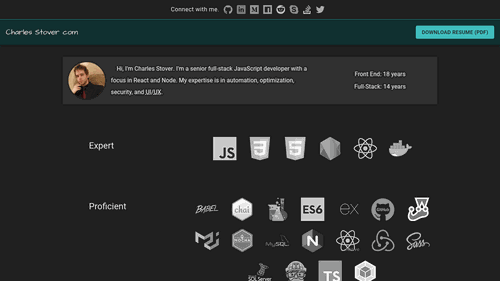 Connect with me.
Charles Stover .com
DOWNLOAD RESUME (PDF)
Hi, I'm Charles Stover. I'm a senior full-stack JavaScript developer with a
focus in React and Node. My expertise is in automation, optimization,
security, and UI/UX.
Front End: 18 years
Full-Stack: 14 years
Expert
JS
Proficient
BABEL
chai
ES6
ex
GitHub
MySQL
N
Sass
SQL Server
TS